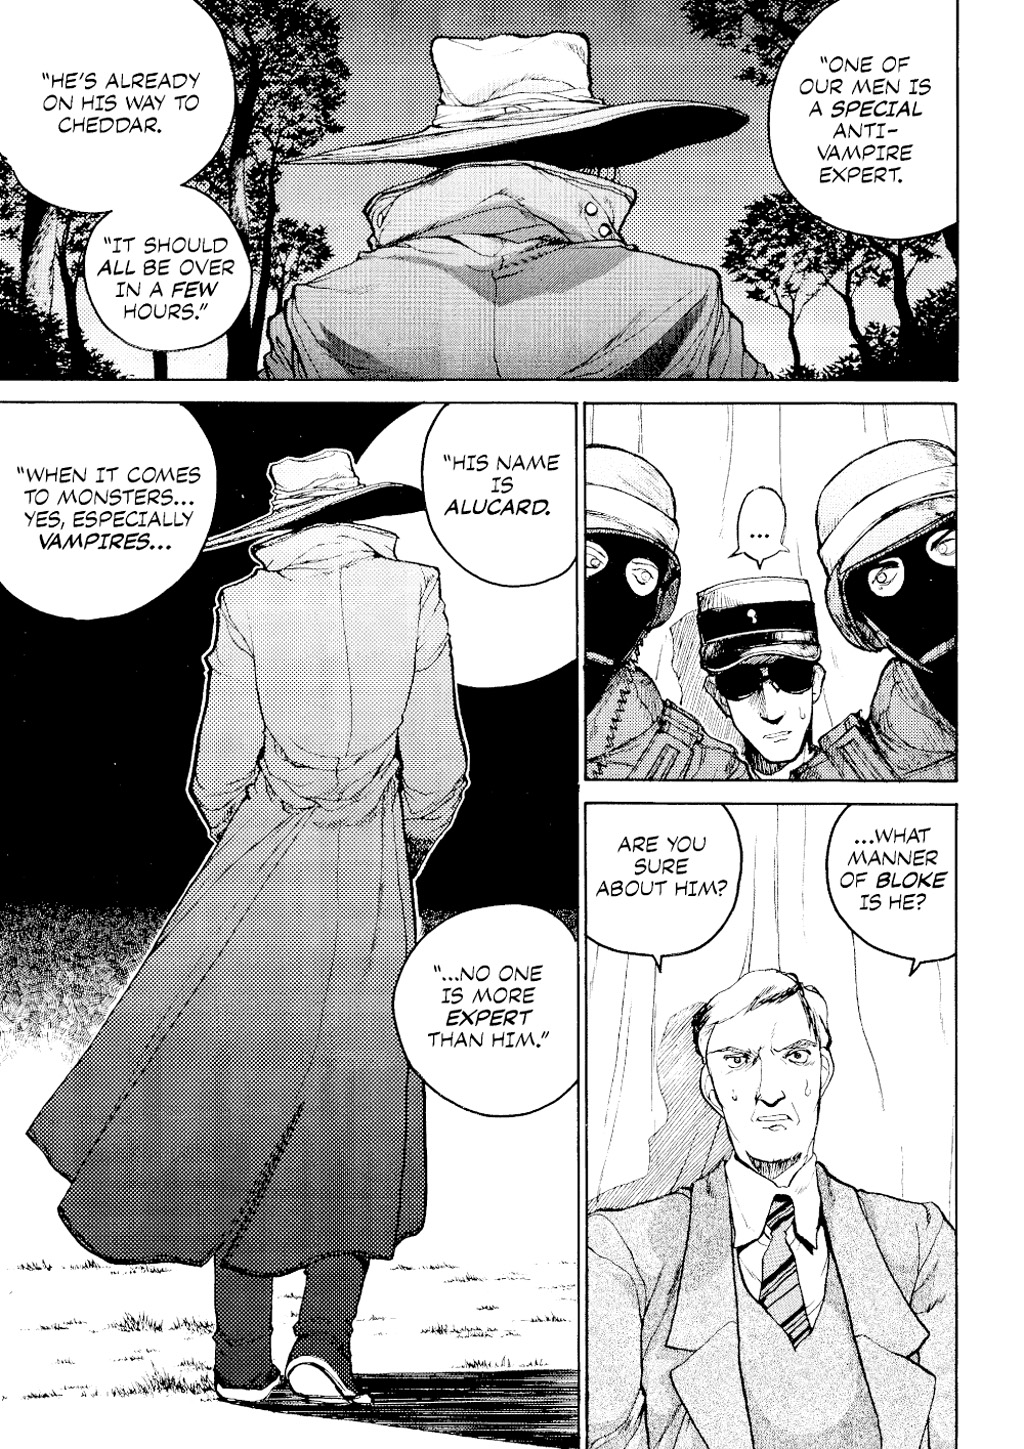 "ONE OF
OUR MEN IS
A SPECIAL
ANTI-
VAMPIRE
EXPERT.
"HE'S ALREADY
ON HIS WAY TO
CHEDDAR.
"IT SHOULD
ALL BE OVER
IN A FEW
HOURS."
"HIS NAME
IS
ALUCARD.
"WHEN IT COMES
TO MONSTERS...
YES, ESPECIALLY
VAMPIRES...
"...NO ONE
IS MORE
EXPERT
THAN HIM."
...
...WHAT
MANNER
OF BLOKE
IS HE?
ARE YOU
SURE
ABOUT HIM?